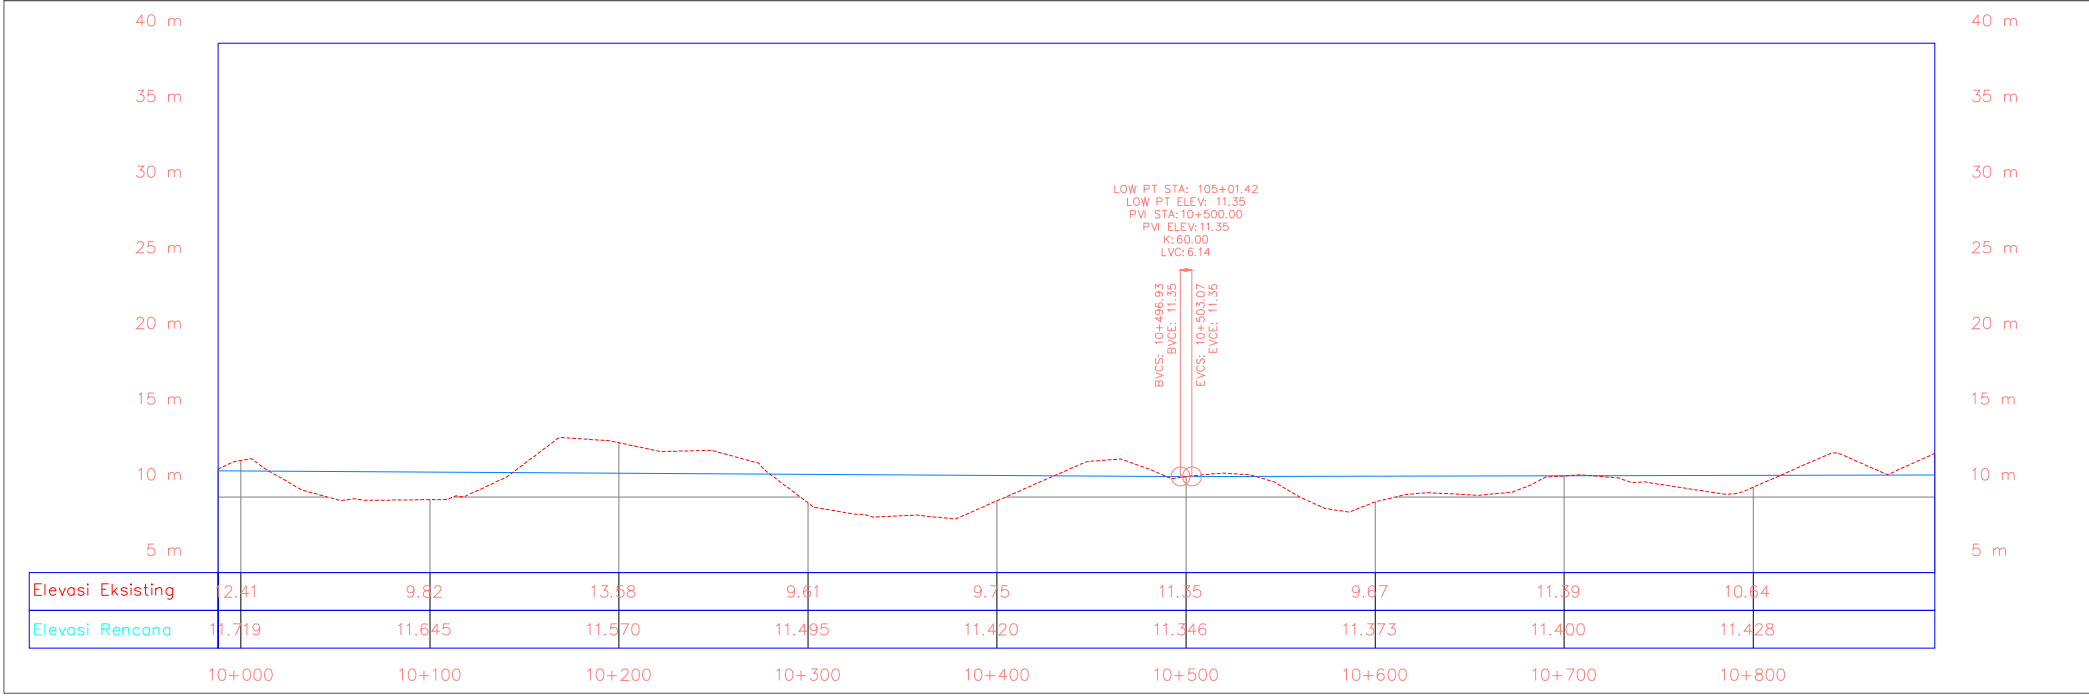 40 m 40 m
35 m 35 m
30 m 30 m
LOW PT STA: 105+01.42
LOW PT ELEV: 11.35
PVI STA:10+500.00
PVI ELEV:11.35
K:60.00
LVC:6.14
25 m 25 m
BVCS: 10+496.93
BVCE: 11.35
EVCS: 10+503.07
EVCE: 11.35
20 m 20 m
15 m 15 m
10 m 10 m
5 m 5 m
Elevasi Eksisting 12.41 9.82 13.58 9.61 9.75 11.35 9.67 11.39 10.64
Elevasi Rencana 11.719 11.645 11.570 11.495 11.420 11.346 11.373 11.400 11.428
10+000 10+100 10+200 10+300 10+400 10+500 10+600 10+700 10+800